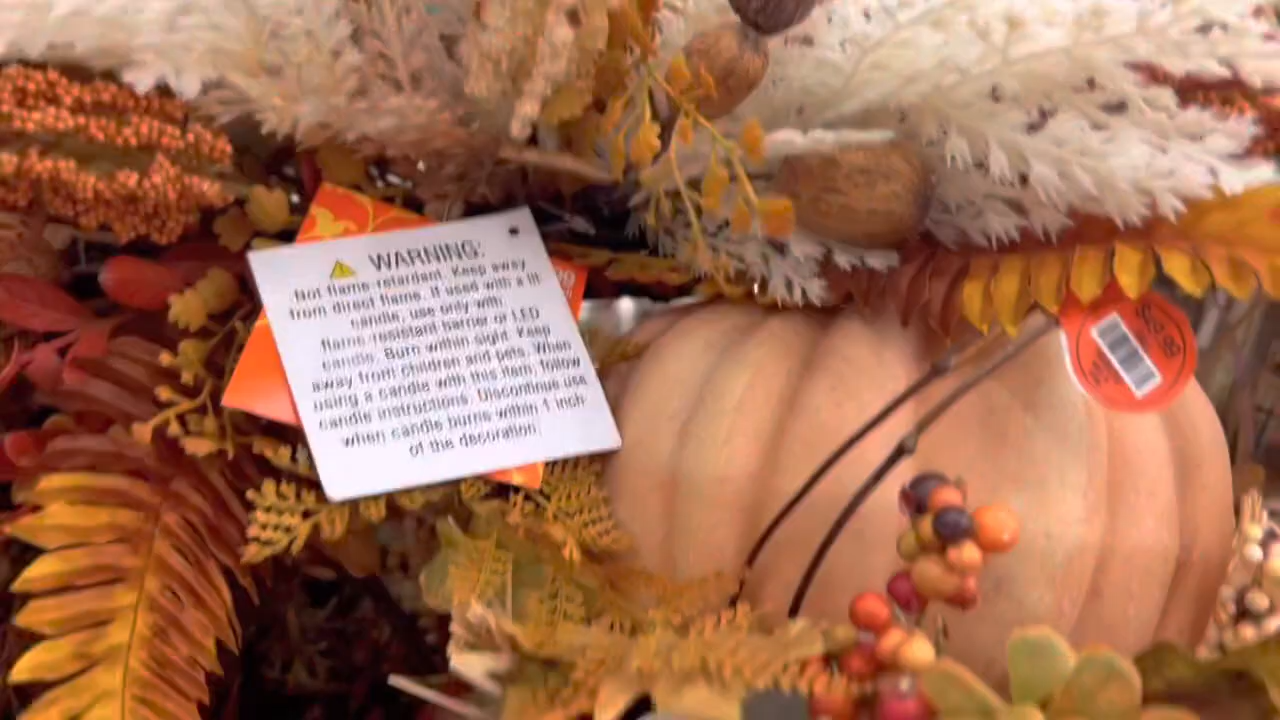 WARNING:
Not flame retardant. Keep away
from direct flame. If used with a lit
candle, use only with
flame resistant barrier or LED
candle. Burn within sight. Keep
away from children and pets. When
using a candle with this item, follow
candle instructions. Discontinue use
when candle burns within 1 inch
of the decoration.